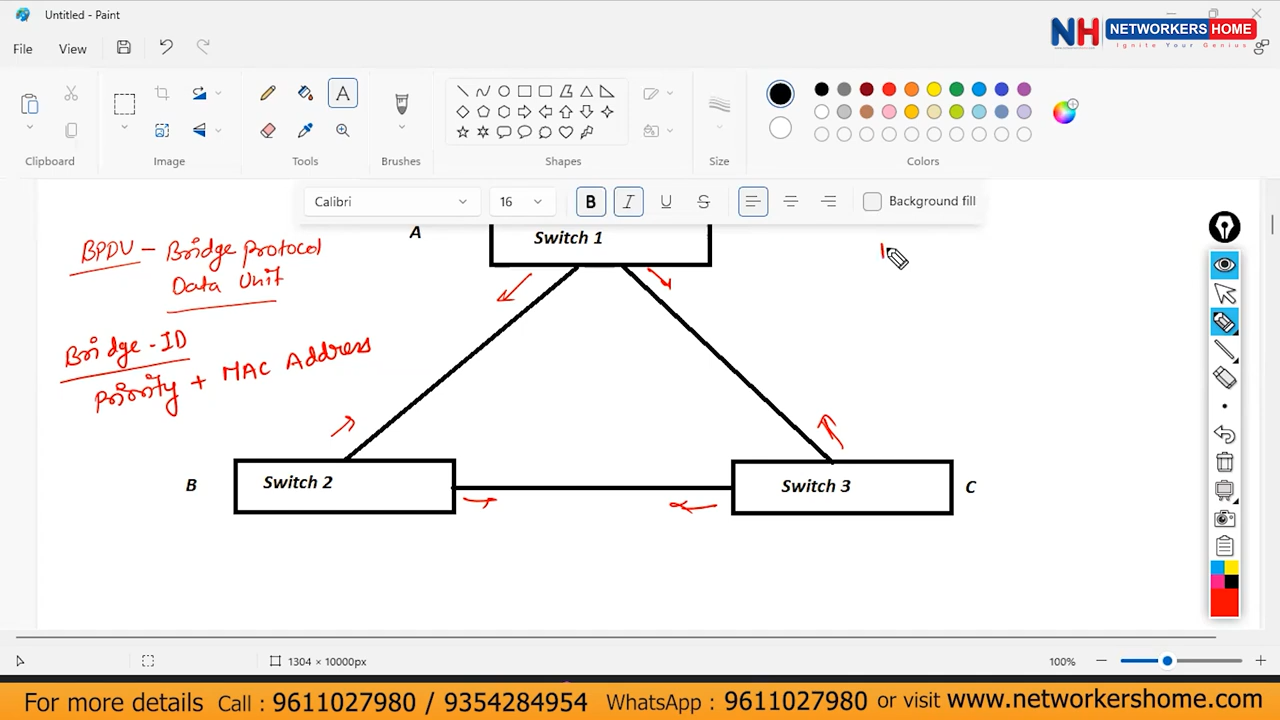 Untitled - Paint
NH NETWORKERS HOME
Ignite Your Genius
File View
Clipboard
Image
Tools
Brushes
Shapes
Size
Colors
Calibri 16 B I U S Background fill
A
Switch 1
BPDU - Bridge Protocol
Data Unit
Bridge - ID
Priority + MAC Address
B
Switch 2
Switch 3
C
1304 × 10000px
100%
For more details Call : 9611027980 / 9354284954 WhatsApp : 9611027980 or visit www.networkershome.com